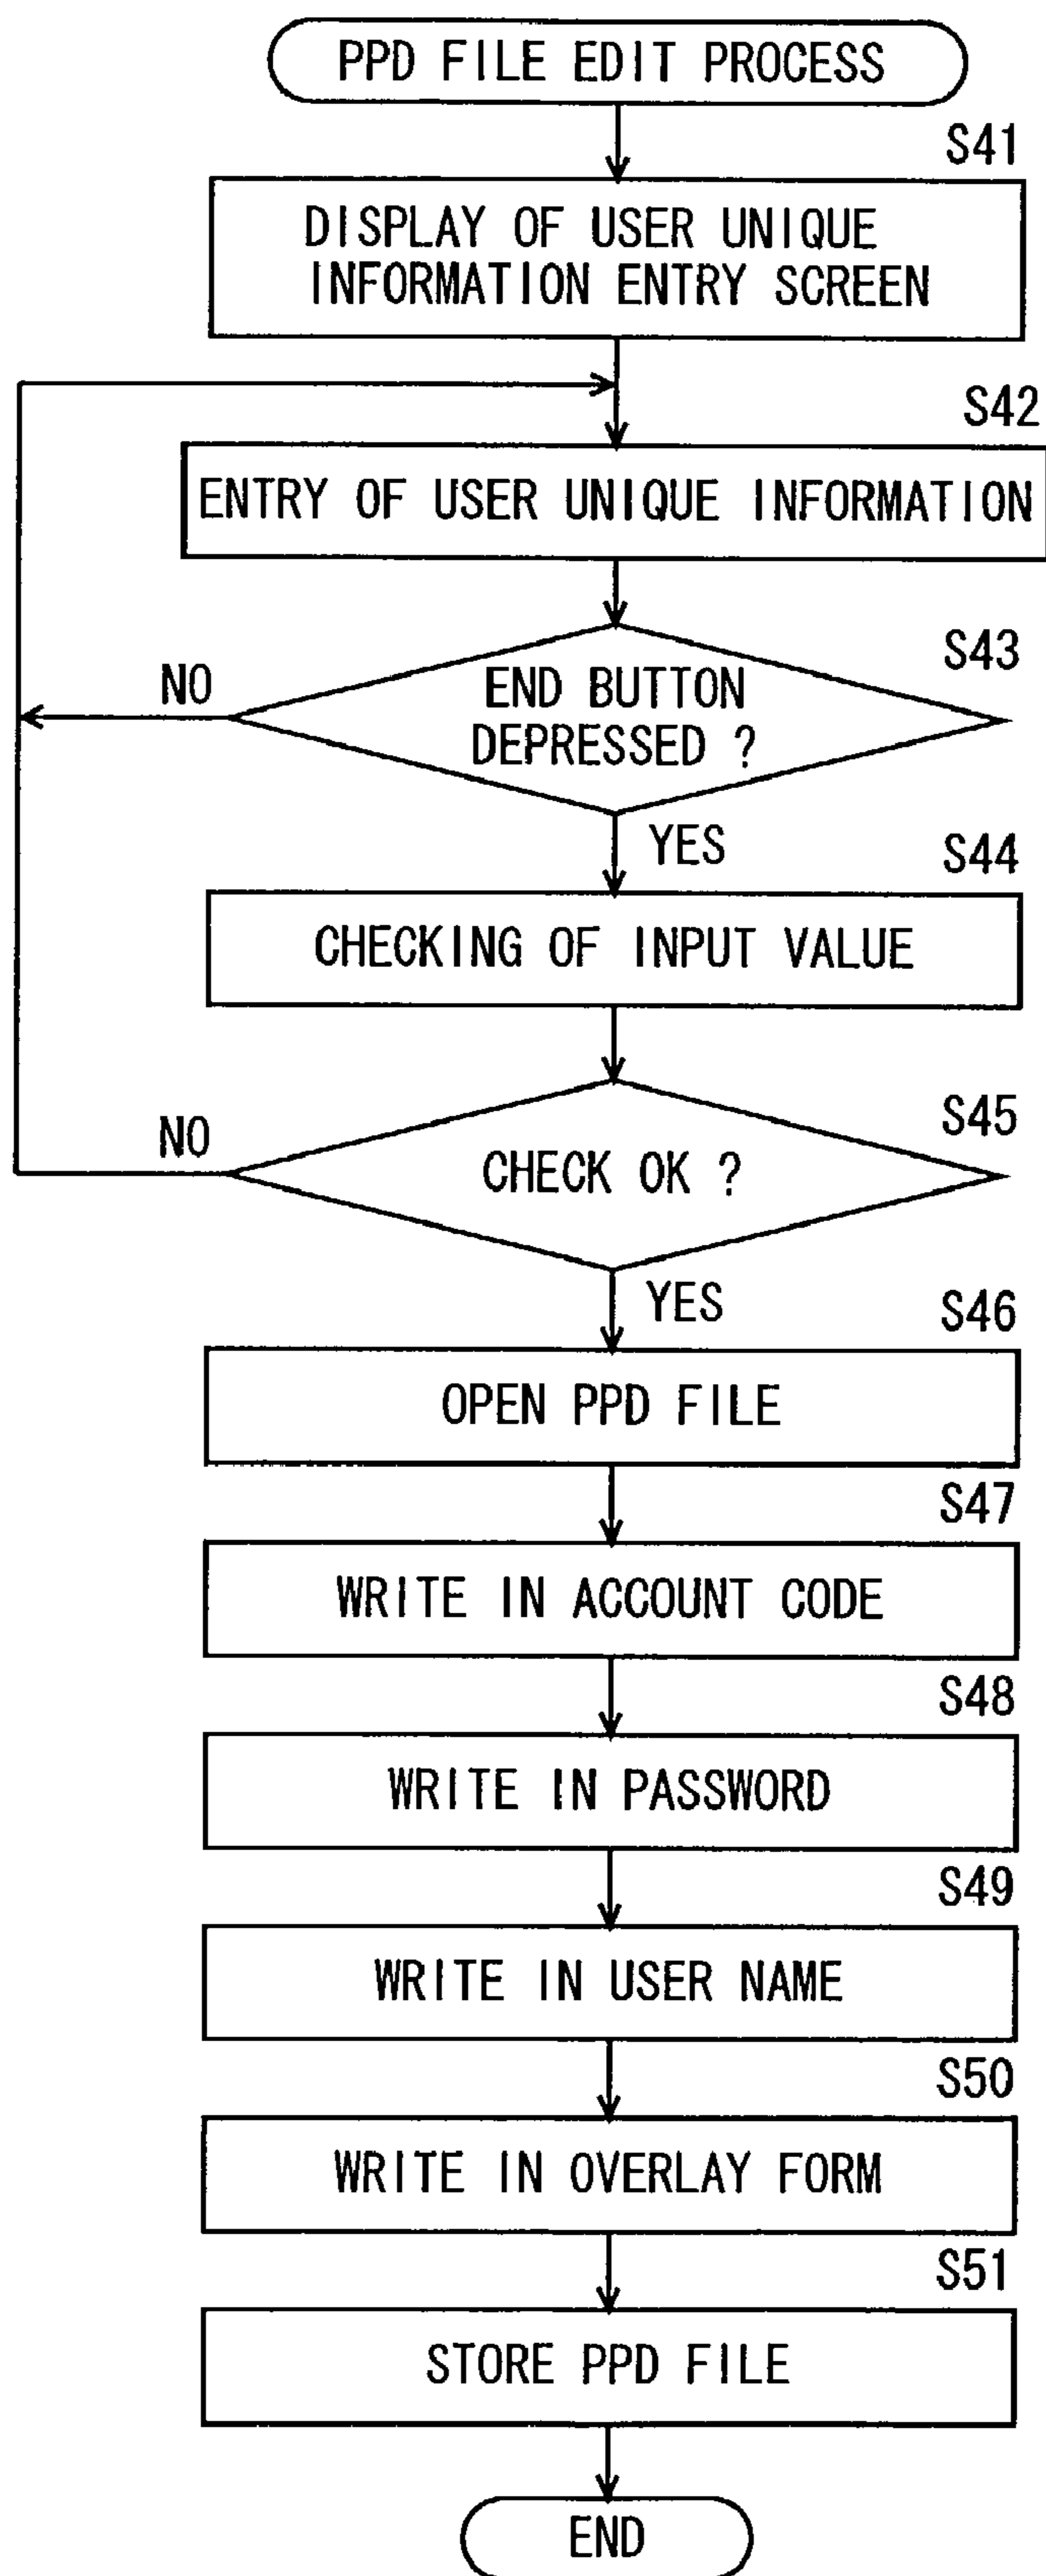 PPD FILE EDIT PROCESS
S41
DISPLAY OF USER UNIQUE
INFORMATION ENTRY SCREEN
S42
ENTRY OF USER UNIQUE INFORMATION
S43
NO
END BUTTON
DEPRESSED ?
YES
S44
CHECKING OF INPUT VALUE
S45
NO
CHECK OK ?
YES
S46
OPEN PPD FILE
S47
WRITE IN ACCOUNT CODE
S48
WRITE IN PASSWORD
S49
WRITE IN USER NAME
S50
WRITE IN OVERLAY FORM
S51
STORE PPD FILE
END